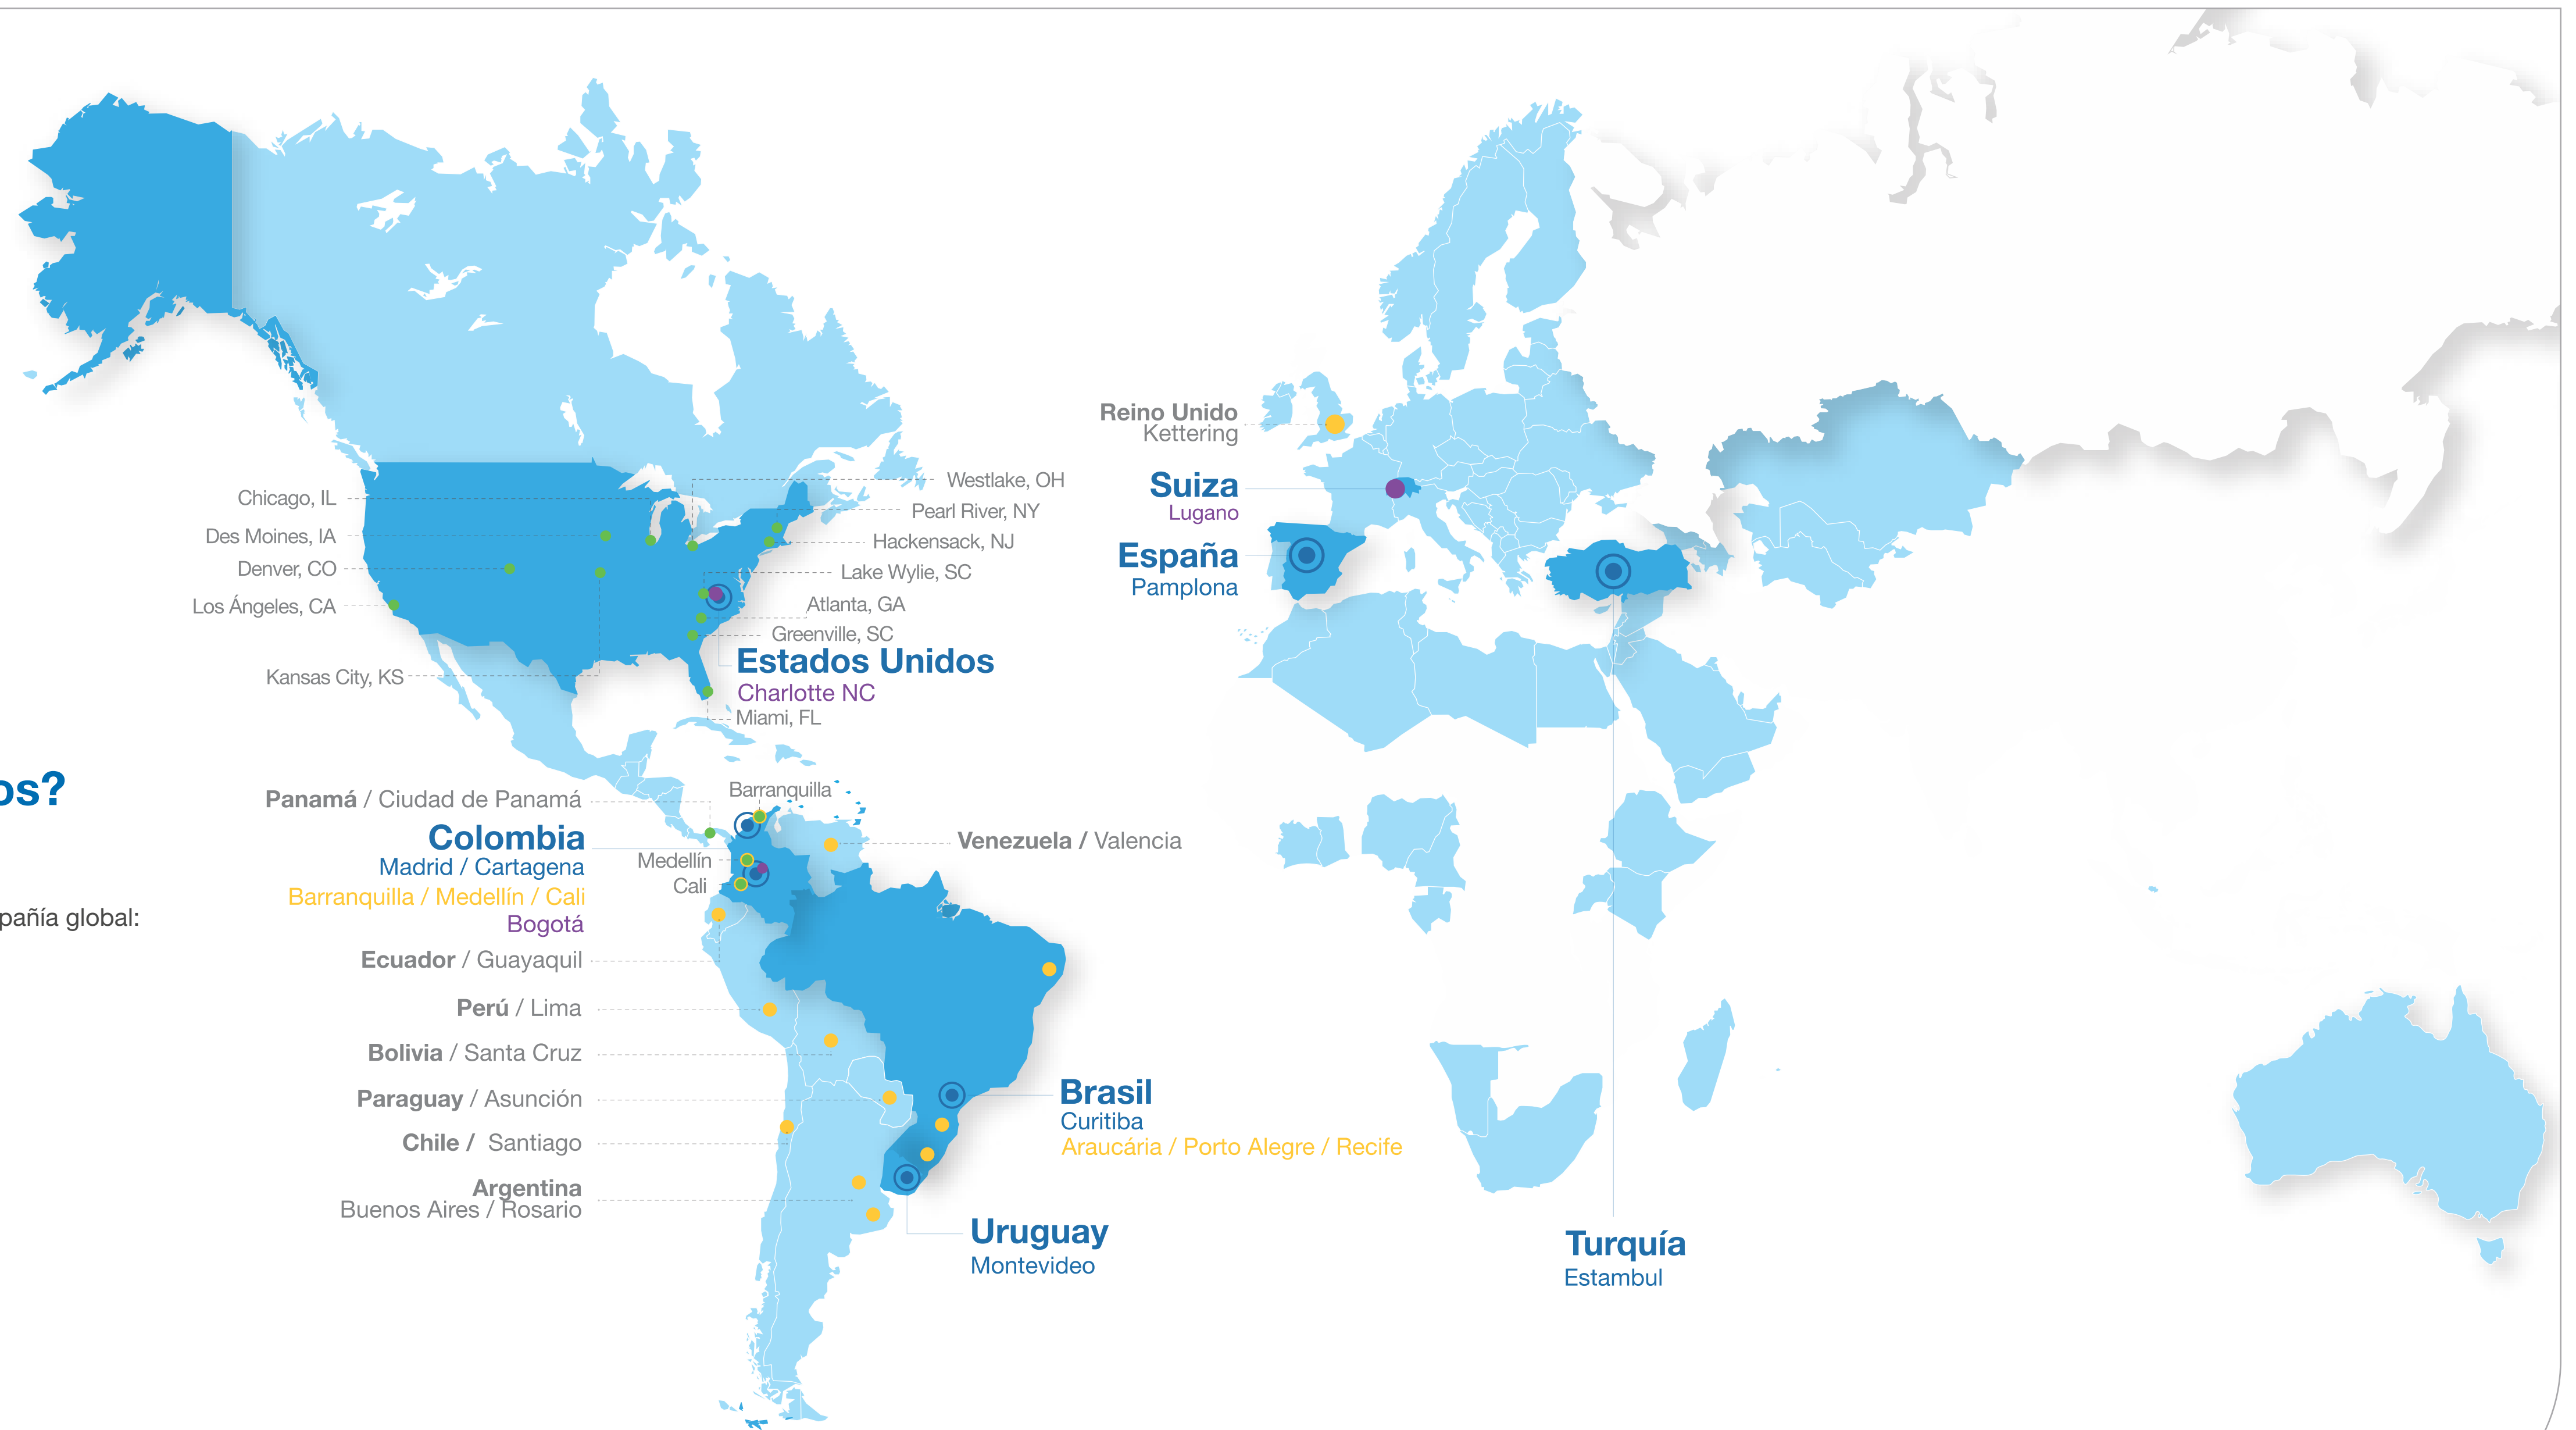 os?
pañía global:
Chicago, IL
Des Moines, IA
Denver, CO
Los Ángeles, CA
Kansas City, KS
Westlake, OH
Pearl River, NY
Hackensack, NJ
Lake Wylie, SC
Atlanta, GA
Greenville, SC
Estados Unidos
Charlotte NC
Miami, FL
Barranquilla
Panamá / Ciudad de Panamá
Colombia
Madrid / Cartagena
Barranquilla / Medellín / Cali
Bogotá
Medellín
Cali
Venezuela / Valencia
Ecuador / Guayaquil
Perú / Lima
Bolivia / Santa Cruz
Paraguay / Asunción
Chile / Santiago
Argentina
Buenos Aires / Rosario
Brasil
Curitiba
Araucária / Porto Alegre / Recife
Uruguay
Montevideo
Reino Unido
Kettering
Suiza
Lugano
España
Pamplona
Turquía
Estambul